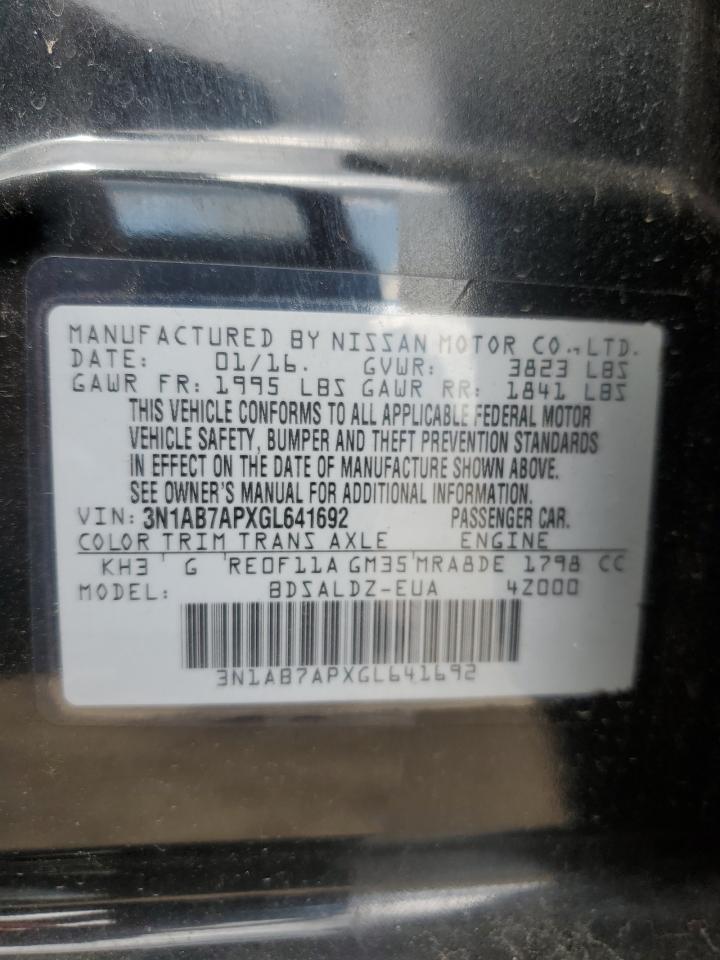 MANUFACTURED BY NISSAN MOTOR CO., LTD.
DATE: 01/16. GVWR: 3823 LBS
GAWR FR: 1995 LBS GAWR RR: 1841 LBS
THIS VEHICLE CONFORMS TO ALL APPLICABLE FEDERAL MOTOR
VEHICLE SAFETY, BUMPER AND THEFT PREVENTION STANDARDS
IN EFFECT ON THE DATE OF MANUFACTURE SHOWN ABOVE.
SEE OWNER'S MANUAL FOR ADDITIONAL INFORMATION.
VIN: 3N1AB7APXGL641692 PASSENGER CAR.
COLOR TRIM TRANS AXLE ENGINE
KH3 G RE0F11A GM35 MRA8DE 1798 CC
MODEL: BDSALDZ-EUA 4Z000
3N1AB7APXGL641692